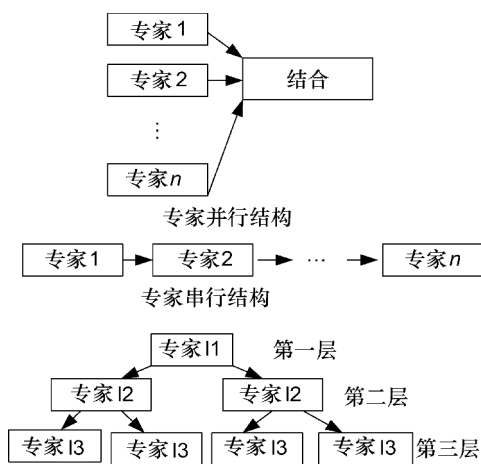 专家1
专家2
结合
⋮
专家n
专家并行结构
专家1 专家2 … 专家n
专家串行结构
专家l1 第一层
专家l2 专家l2 第二层
专家l3 专家l3 专家l3 专家l3 第三层